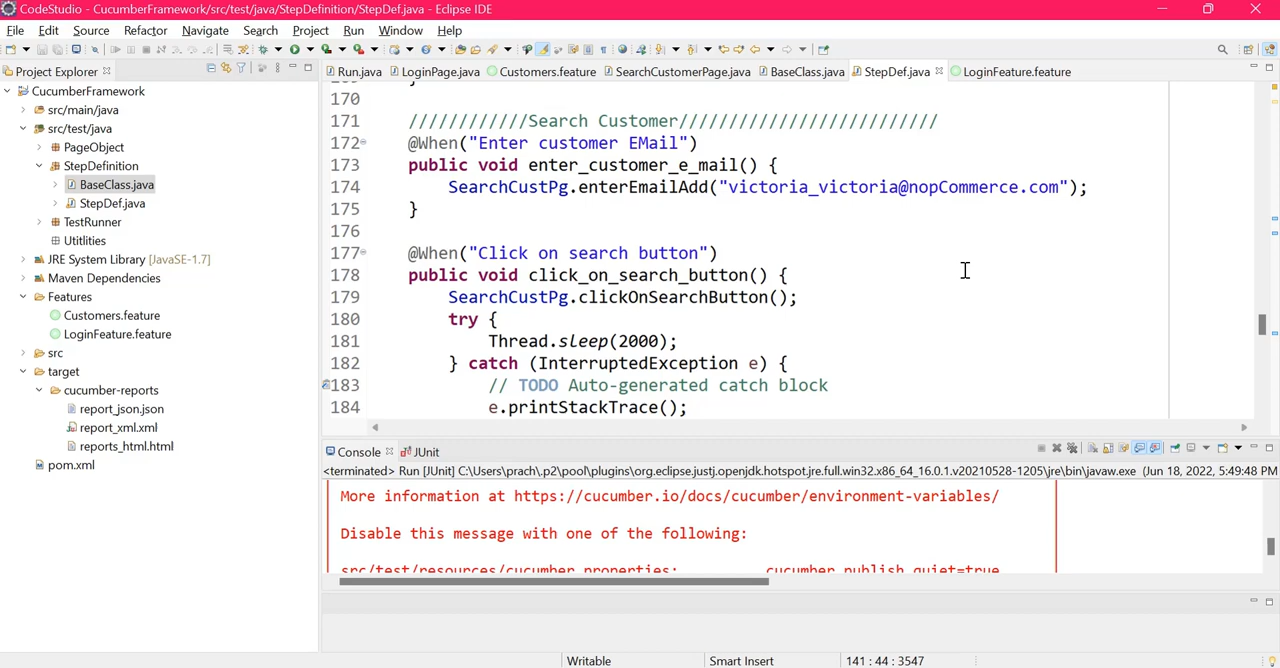 CodeStudio - CucumberFramework/src/test/java/StepDefinition/StepDef.java - Eclipse IDE
File Edit Source Refactor Navigate Search Project Run Window Help
Project Explorer
CucumberFramework
src/main/java
src/test/java
PageObject
StepDefinition
BaseClass.java
StepDef.java
TestRunner
Utitlities
JRE System Library [JavaSE-1.7]
Maven Dependencies
Features
Customers.feature
LoginFeature.feature
src
target
cucumber-reports
report_json.json
report_xml.xml
reports_html.html
pom.xml
Run.java LoginPage.java Customers.feature SearchCustomerPage.java BaseClass.java StepDef.java LoginFeature.feature
170
171 ////////////Search Customer//////////////////////////
172 @When("Enter customer EMail")
173 public void enter_customer_e_mail() {
174 SearchCustPg.enterEmailAdd("victoria_victoria@nopCommerce.com");
175 }
176
177 @When("Click on search button")
178 public void click_on_search_button() {
179 SearchCustPg.clickOnSearchButton();
180 try {
181 Thread.sleep(2000);
182 } catch (InterruptedException e) {
183 // TODO Auto-generated catch block
184 e.printStackTrace();
Console JUnit
<terminated> Run [JUnit] C:\Users\prach\.p2\pool\plugins\org.eclipse.justj.openjdk.hotspot.jre.full.win32.x86_64_16.0.1.v20210528-1205\jre\bin\javaw.exe (Jun 18, 2022, 5:49:48 PM
More information at https://cucumber.io/docs/cucumber/environment-variables/
Disable this message with one of the following:
src/test/resources/cucumber.properties: cucumber.publish.quiet=true
Writable Smart Insert 141 : 44 : 3547